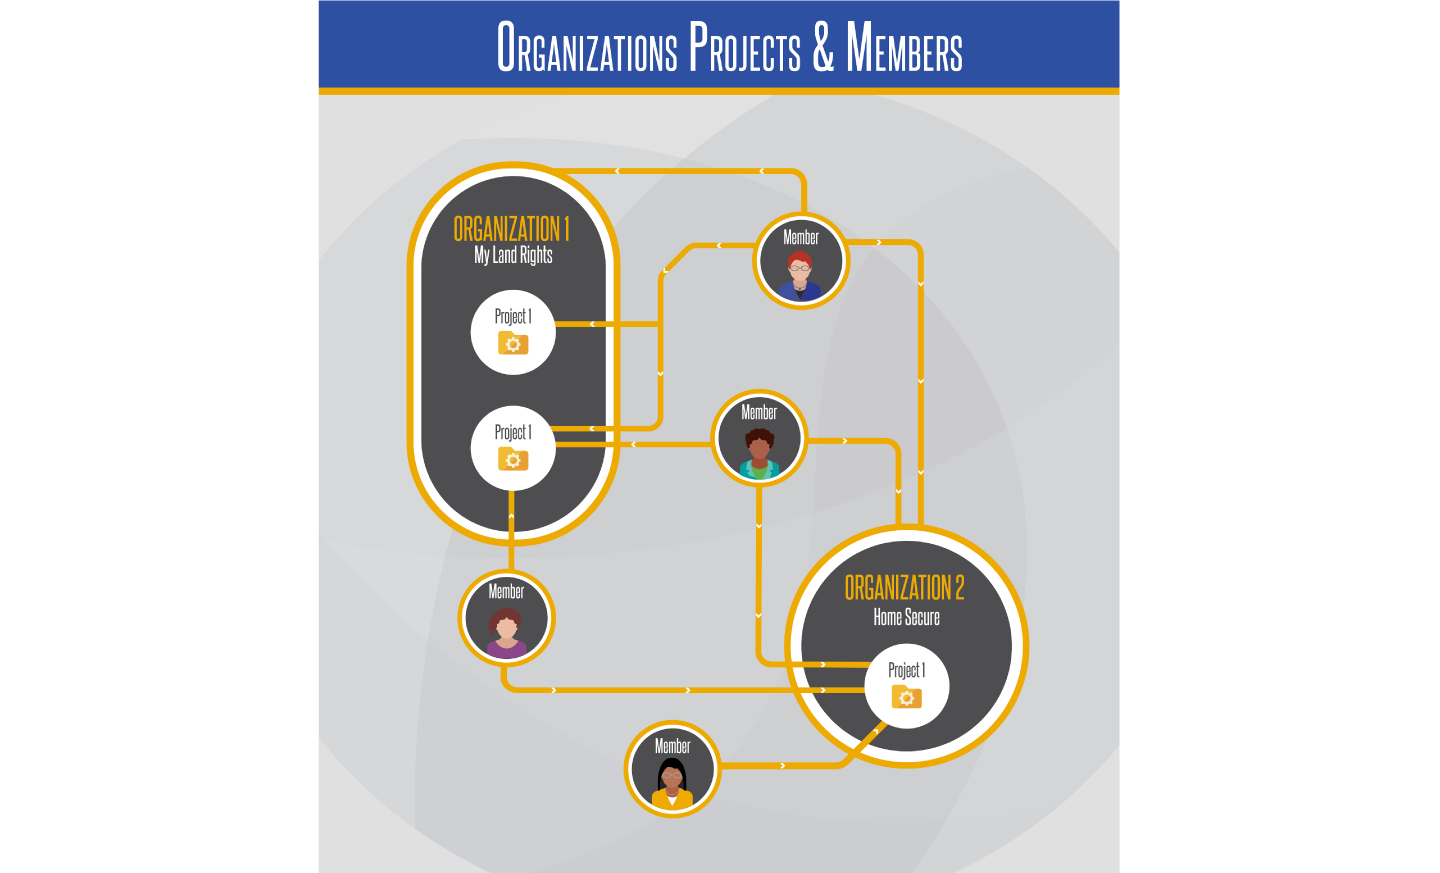 ORGANIZATIONS PROJECTS & MEMBERS
ORGANIZATION 1
My Land Rights
Project 1
Project 1
Member
Member
Member
ORGANIZATION 2
Home Secure
Project 1
Member